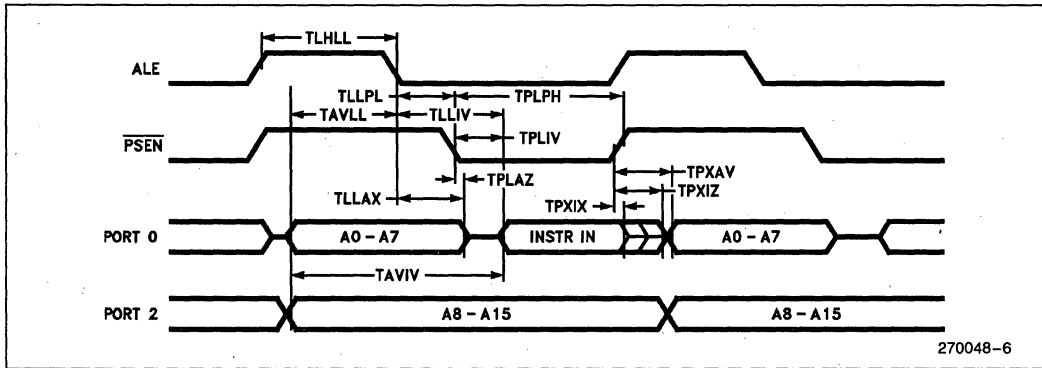 TLHLL
ALE
TLLPL
TPLPH
TAVLL
TLLIV
PSEN
TPLIV
TPXAV
TPLAZ
TPXIZ
TLLAX
TPXIX
PORT 0
A0-A7
INSTR IN
A0-A7
TAVIV
PORT 2
A8-A15
A8-A15
270048-6